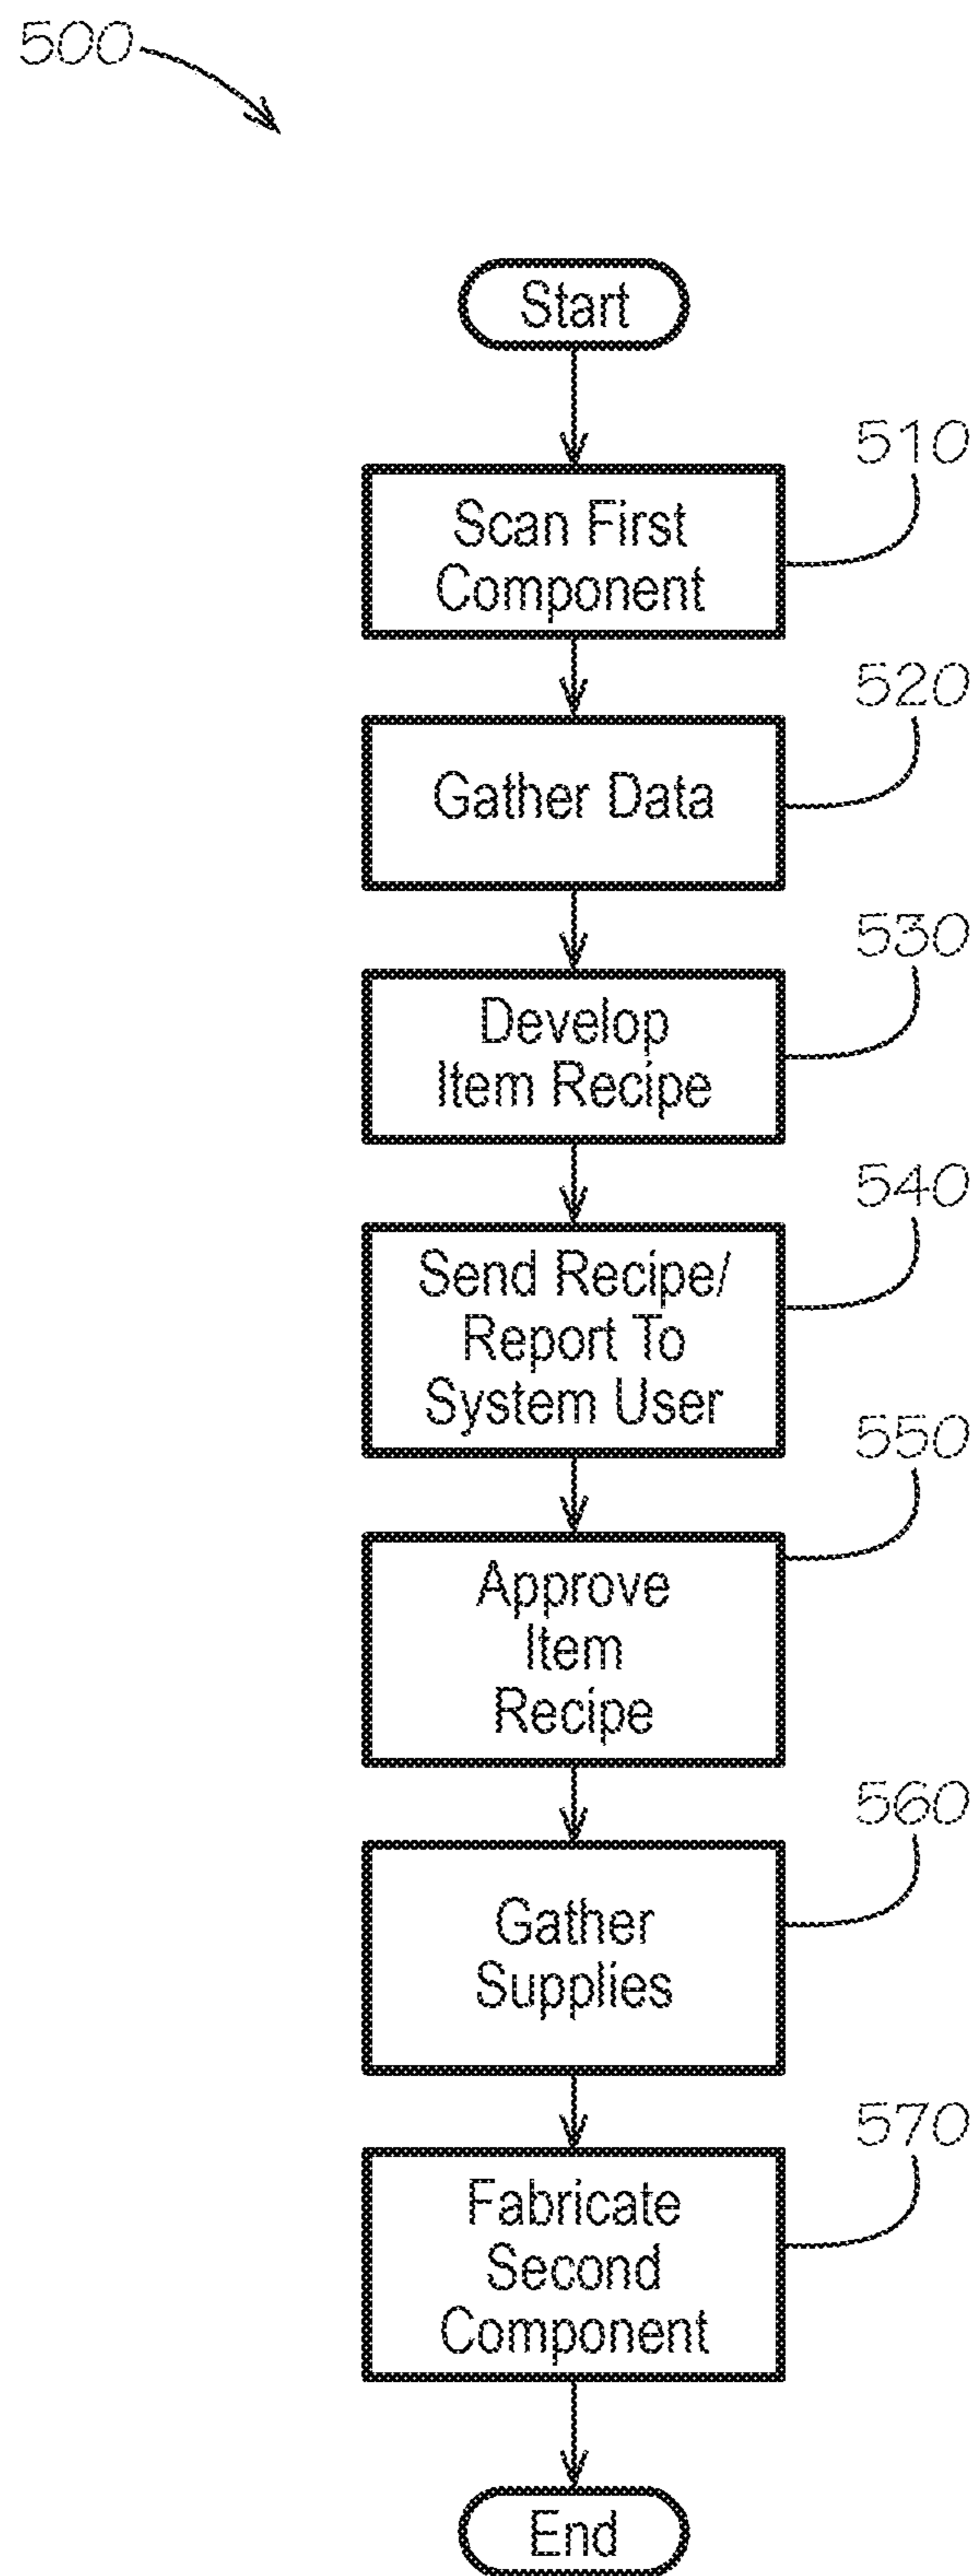 500
Start
510
Scan First
Component
520
Gather Data
530
Develop
Item Recipe
540
Send Recipe/
Report To
System User
550
Approve
Item
Recipe
560
Gather
Supplies
570
Fabricate
Second
Component
End